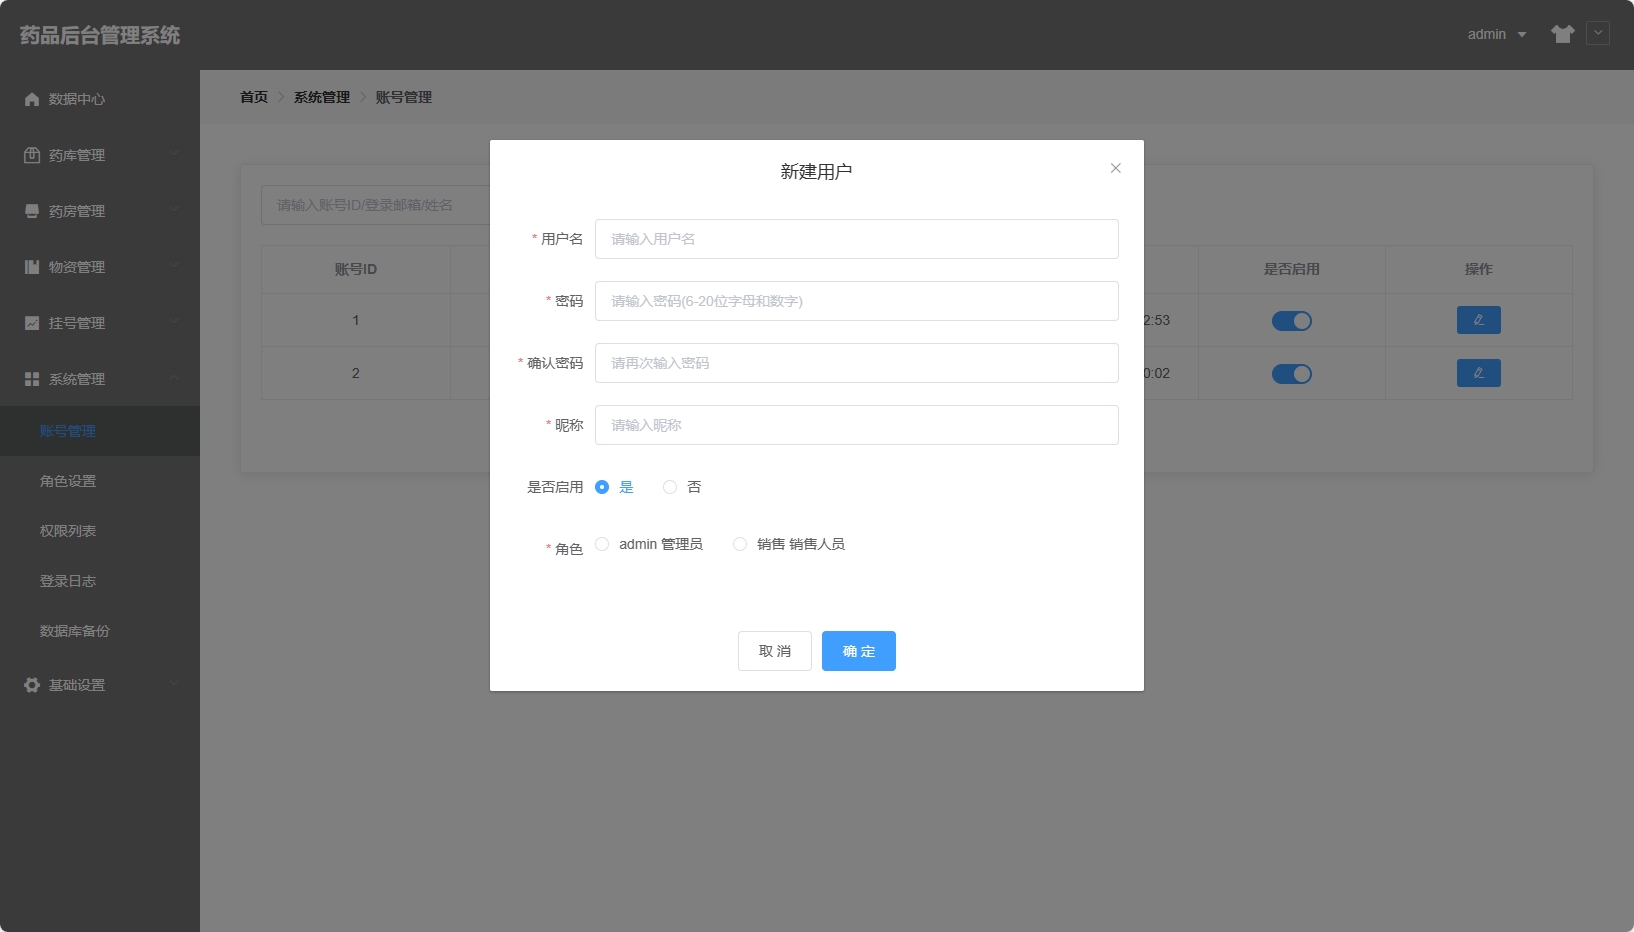 药品后台管理系统
admin
数据中心
药库管理
药房管理
物资管理
挂号管理
系统管理
账号管理
角色设置
权限列表
登录日志
数据库备份
基础设置
首页 > 系统管理 > 账号管理
请输入账号ID/登录邮箱/姓名
账号ID 是否启用 操作
1 2:53
2 0:02
新建用户
* 用户名 请输入用户名
* 密码 请输入密码(6-20位字母和数字)
* 确认密码 请再次输入密码
* 昵称 请输入昵称
是否启用 是 否
* 角色 admin 管理员 销售 销售人员
取 消 确 定